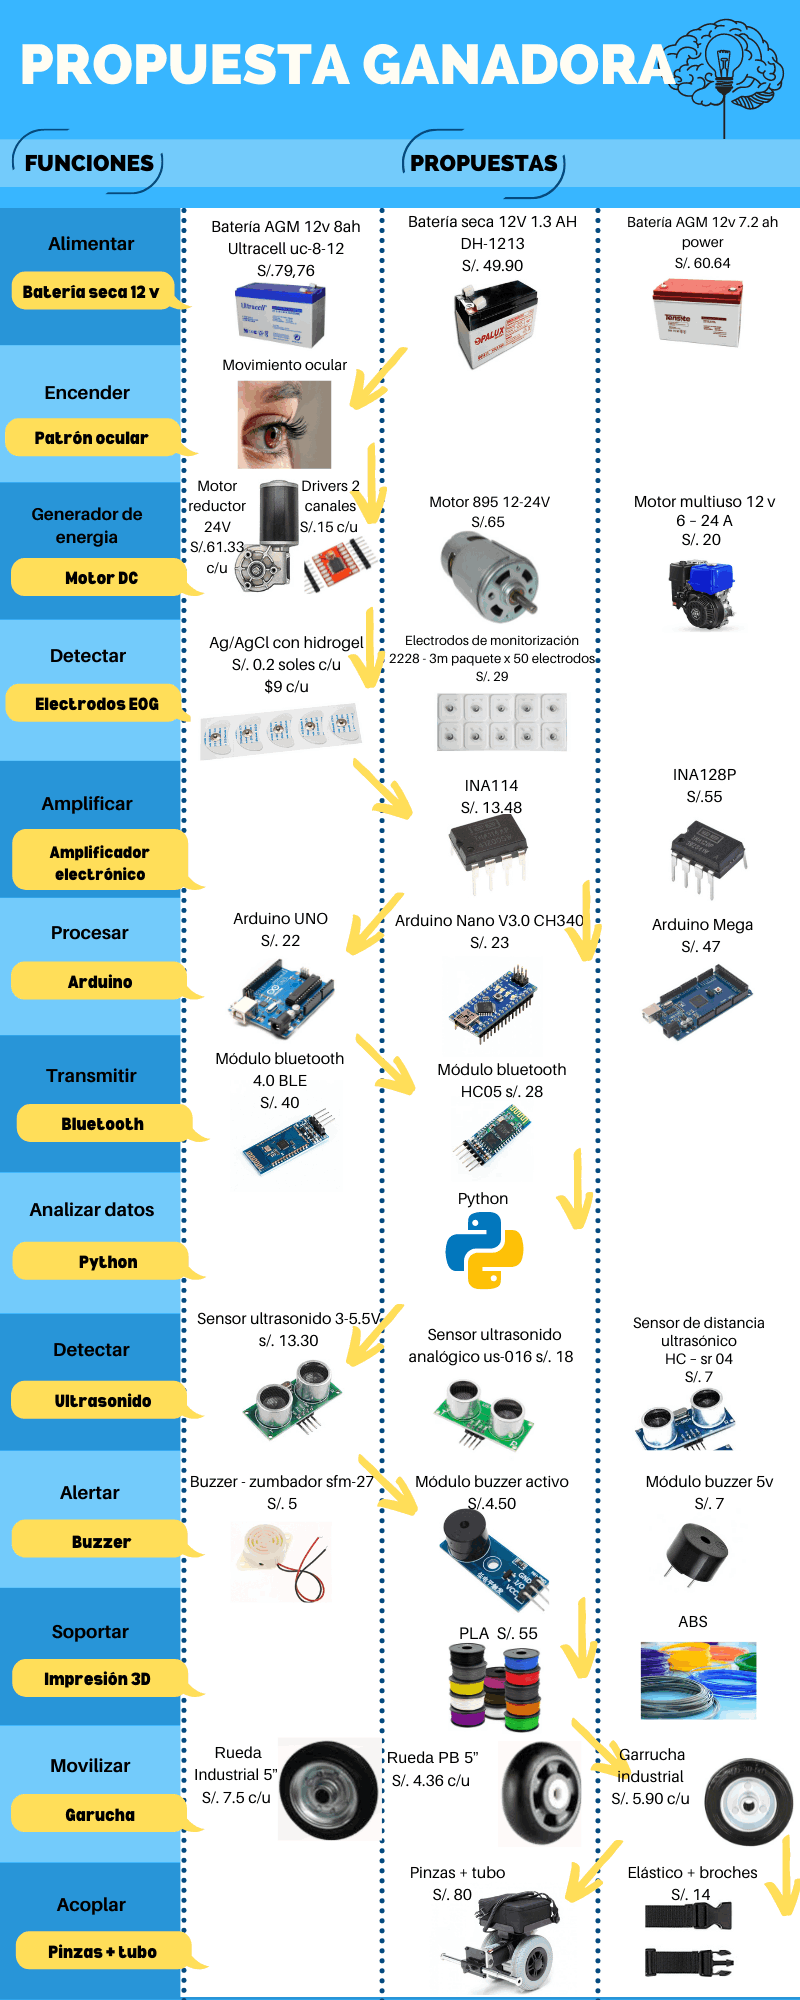 PROPUESTA GANADORA
FUNCIONES
PROPUESTAS
Alimentar
Batería seca 12 v
Batería AGM 12v 8ah
Ultracell uc-8-12
S/.79,76
Ultracell
Batería seca 12V 1.3 AH
DH-1213
S/. 49.90
OPALUX
Batería AGM 12v 7.2 ah
power
S/. 60.64
Tensite
Encender
Patrón ocular
Movimiento ocular
Generador de
energia
Motor DC
Motor
reductor
24V
S/.61.33
c/u
Drivers 2
canales
S/.15 c/u
Motor 895 12-24V
S/.65
Motor multiuso 12 v
6 – 24 A
S/. 20
Detectar
Electrodos EOG
Ag/AgCl con hidrogel
S/. 0.2 soles c/u
$9 c/u
Electrodos de monitorización
2228 - 3m paquete x 50 electrodos
S/. 29
Amplificar
Amplificador
electrónico
INA114
S/. 13.48
INA128P
S/.55
Procesar
Arduino
Arduino UNO
S/. 22
Arduino Nano V3.0 CH340
S/. 23
Arduino Mega
S/. 47
Transmitir
Bluetooth
Módulo bluetooth
4.0 BLE
S/. 40
Módulo bluetooth
HC05 s/. 28
Analizar datos
Python
Python
Detectar
Ultrasonido
Sensor ultrasonido 3-5.5V
s/. 13.30
Sensor ultrasonido
analógico us-016 s/. 18
Sensor de distancia
ultrasónico
HC – sr 04
S/. 7
Alertar
Buzzer
Buzzer - zumbador sfm-27
S/. 5
Módulo buzzer activo
S/.4.50
GND
I/O
VCC
Módulo buzzer 5v
S/. 7
Soportar
Impresión 3D
PLA S/. 55
ABS
Movilizar
Garucha
Rueda
Industrial 5”
S/. 7.5 c/u
Rueda PB 5”
S/. 4.36 c/u
Garrucha
industrial
S/. 5.90 c/u
Acoplar
Pinzas + tubo
Pinzas + tubo
S/. 80
Elástico + broches
S/. 14